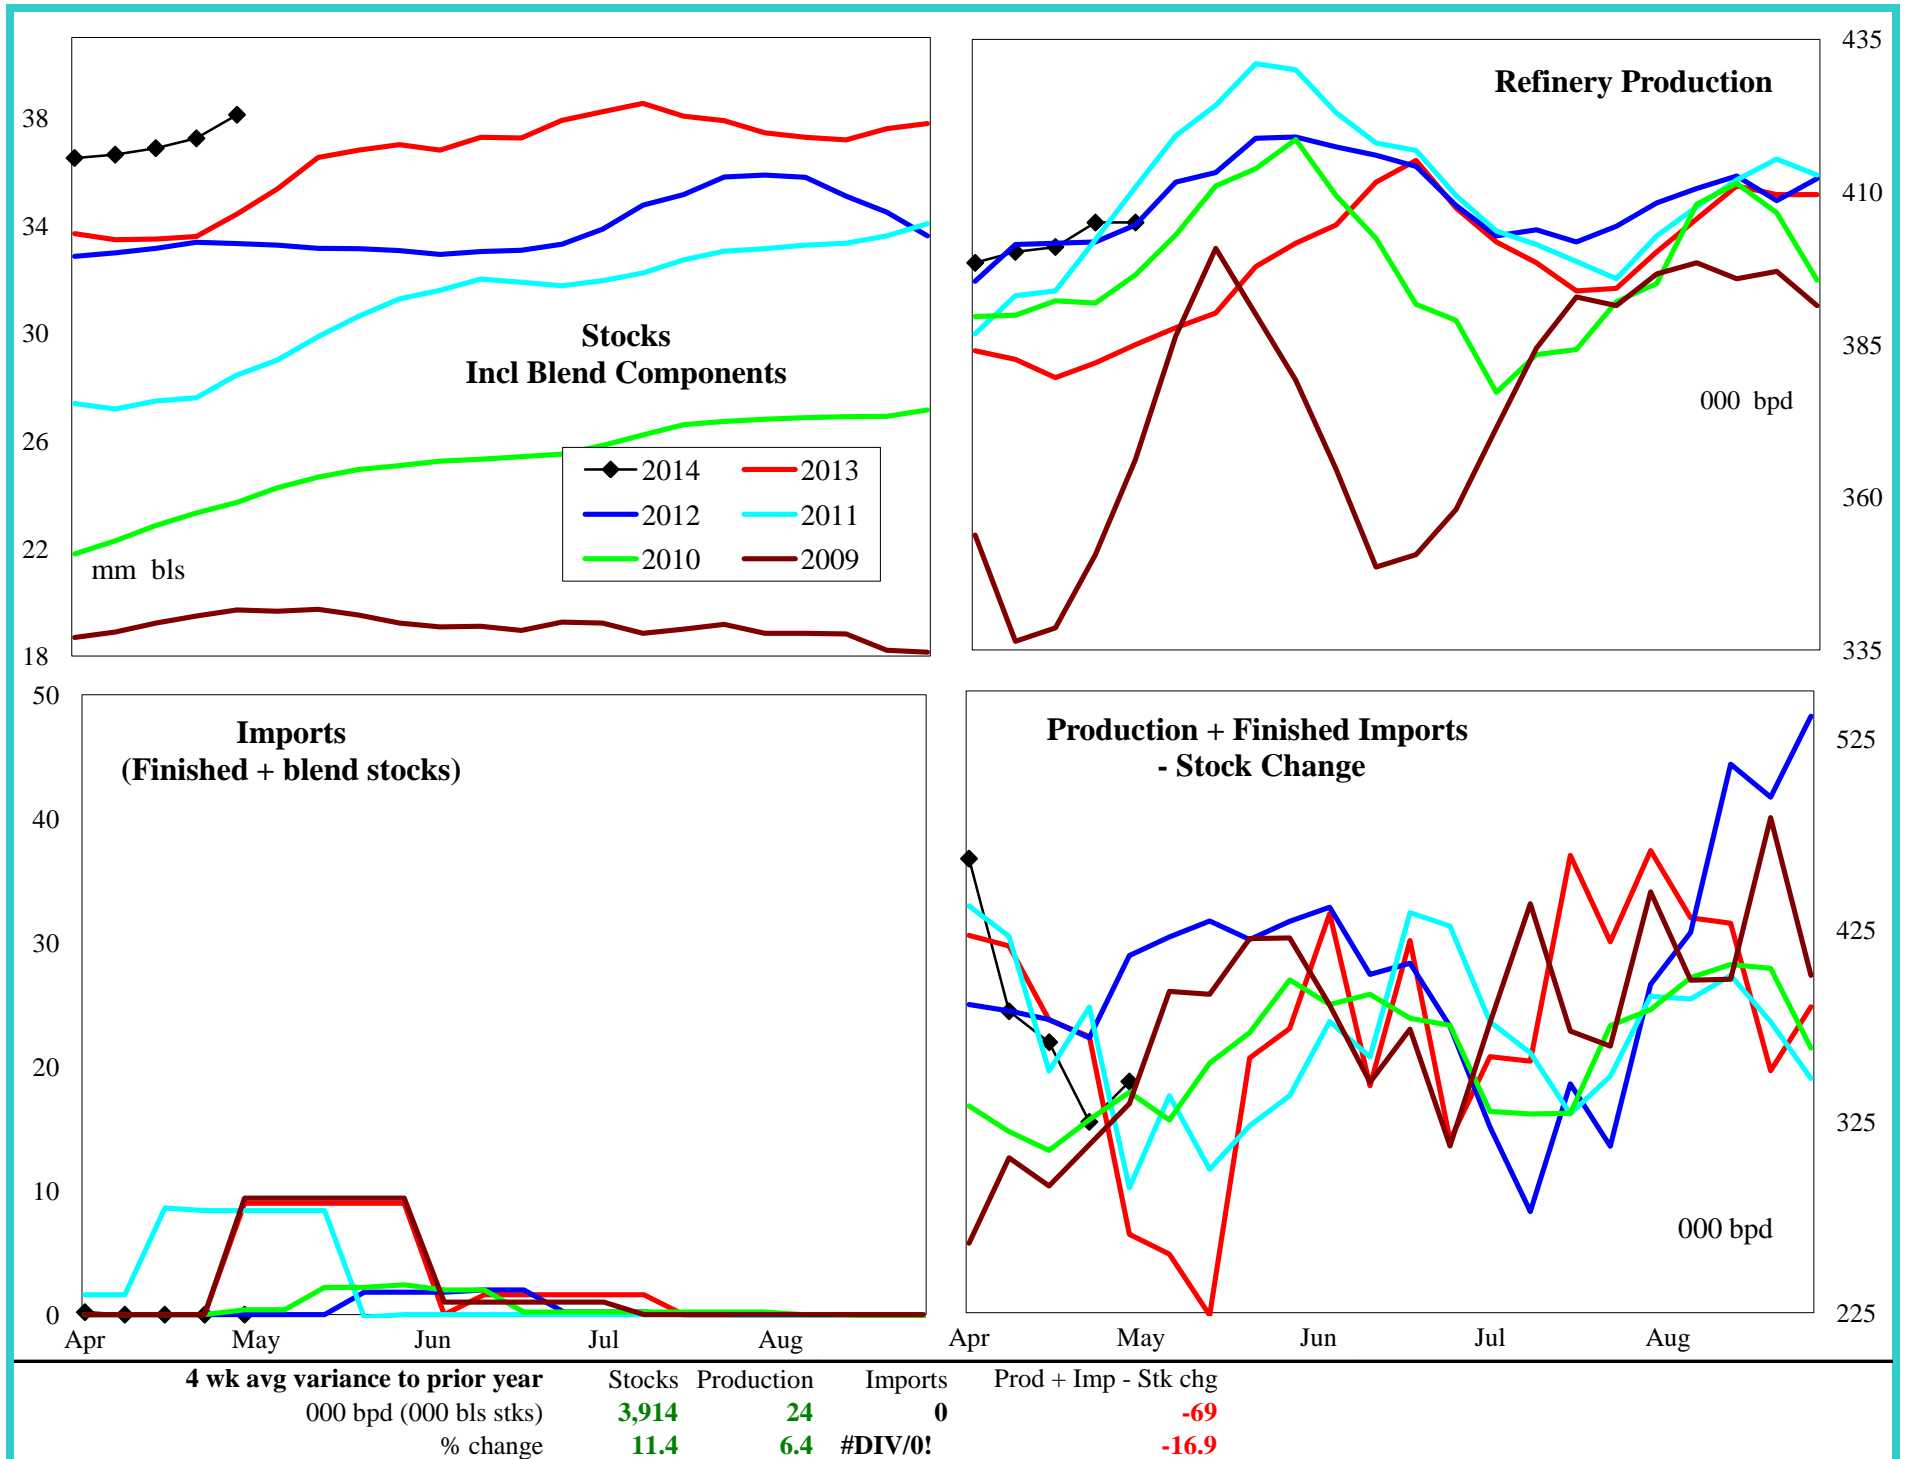 38
34
30
26
22
18
Stocks
Incl Blend Components
mm bls
2014 2013
2012 2011
2010 2009
435
410
385
360
335
Refinery Production
000 bpd
50
40
30
20
10
0
Imports
(Finished + blend stocks)
Apr May Jun Jul Aug
Production + Finished Imports
- Stock Change
525
425
325
225
000 bpd
Apr May Jun Jul Aug
4 wk avg variance to prior year Stocks Production Imports Prod + Imp - Stk chg
000 bpd (000 bls stks) 3,914 24 0 -69
% change 11.4 6.4 #DIV/0! -16.9